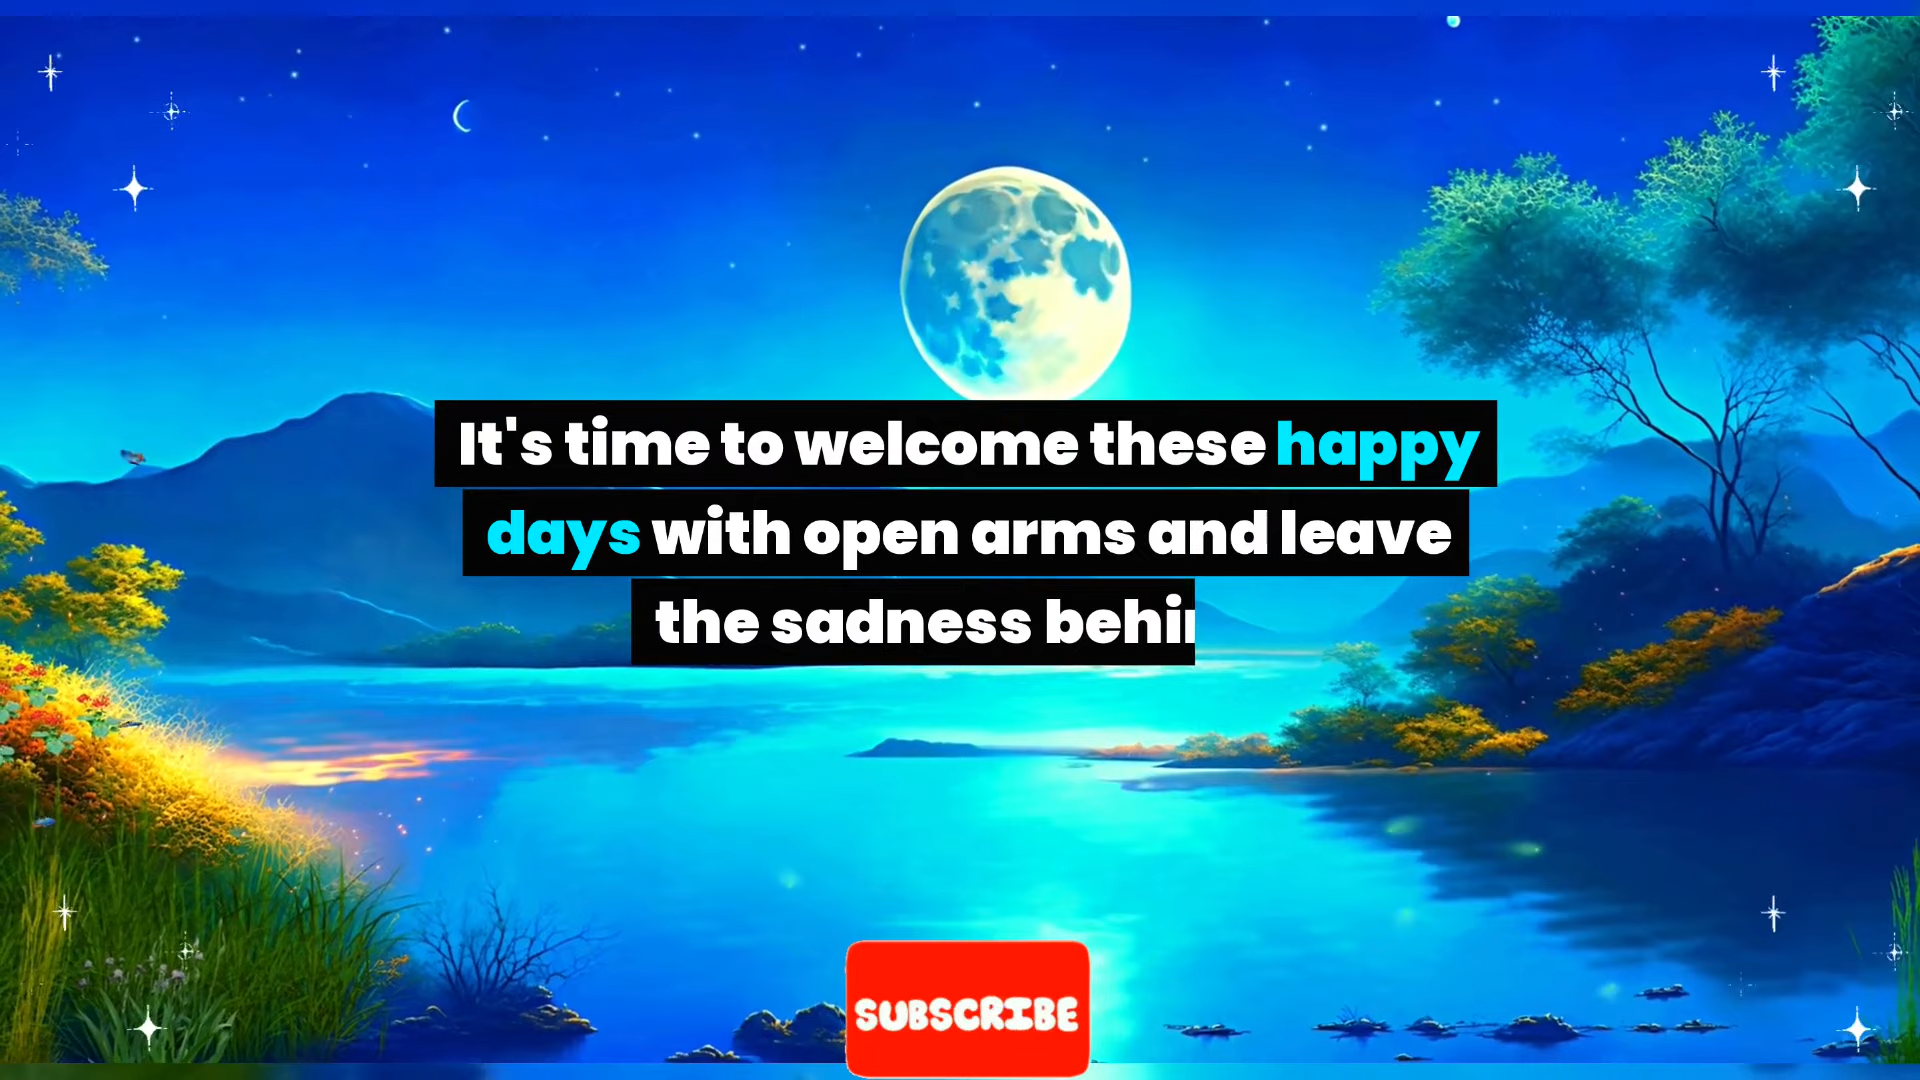 It's time to welcome these happy
days with open arms and leave
the sadness behi
SUBSCRIBE